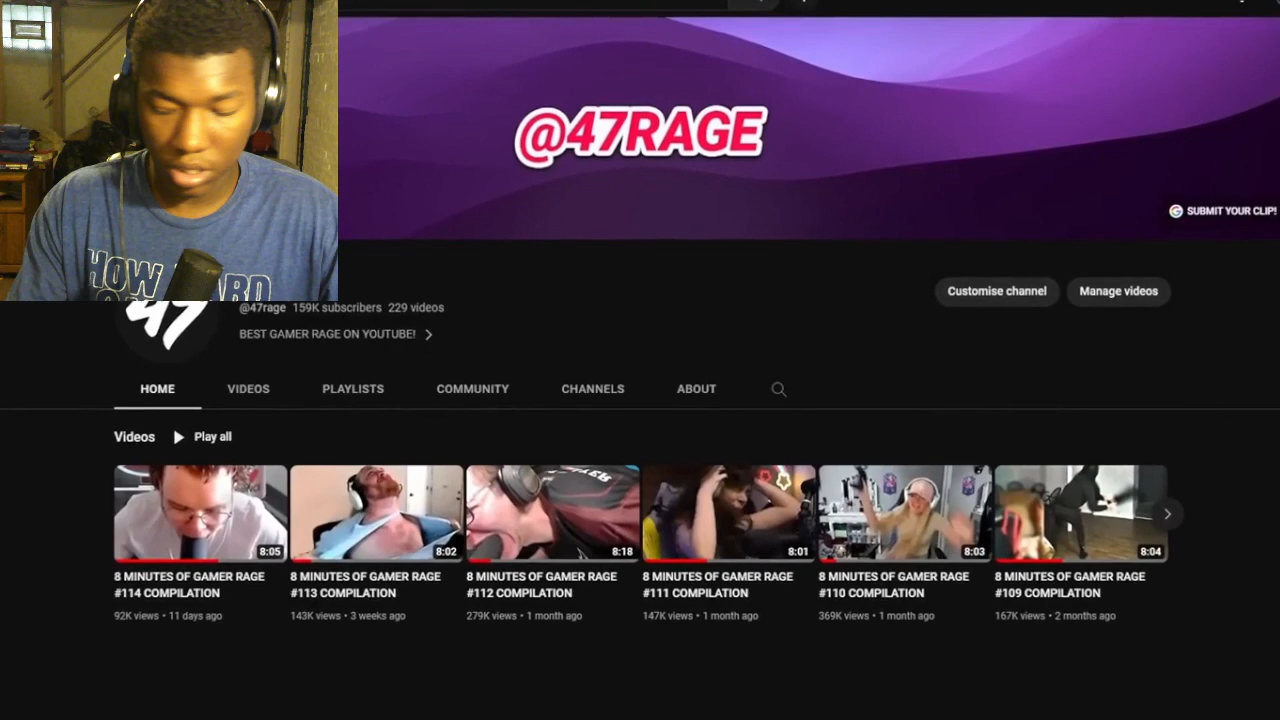 @47RAGE
SUBMIT YOUR CLIP!
HOW ARD
47
@47rage 159K subscribers 229 videos
BEST GAMER RAGE ON YOUTUBE!
Customise channel
Manage videos
HOME VIDEOS PLAYLISTS COMMUNITY CHANNELS ABOUT
Videos Play all
8:05 8:02 8:18 8:01 8:03 8:04
8 MINUTES OF GAMER RAGE
#114 COMPILATION
92K views • 11 days ago
8 MINUTES OF GAMER RAGE
#113 COMPILATION
143K views • 3 weeks ago
8 MINUTES OF GAMER RAGE
#112 COMPILATION
279K views • 1 month ago
8 MINUTES OF GAMER RAGE
#111 COMPILATION
147K views • 1 month ago
8 MINUTES OF GAMER RAGE
#110 COMPILATION
369K views • 1 month ago
8 MINUTES OF GAMER RAGE
#109 COMPILATION
167K views • 2 months ago